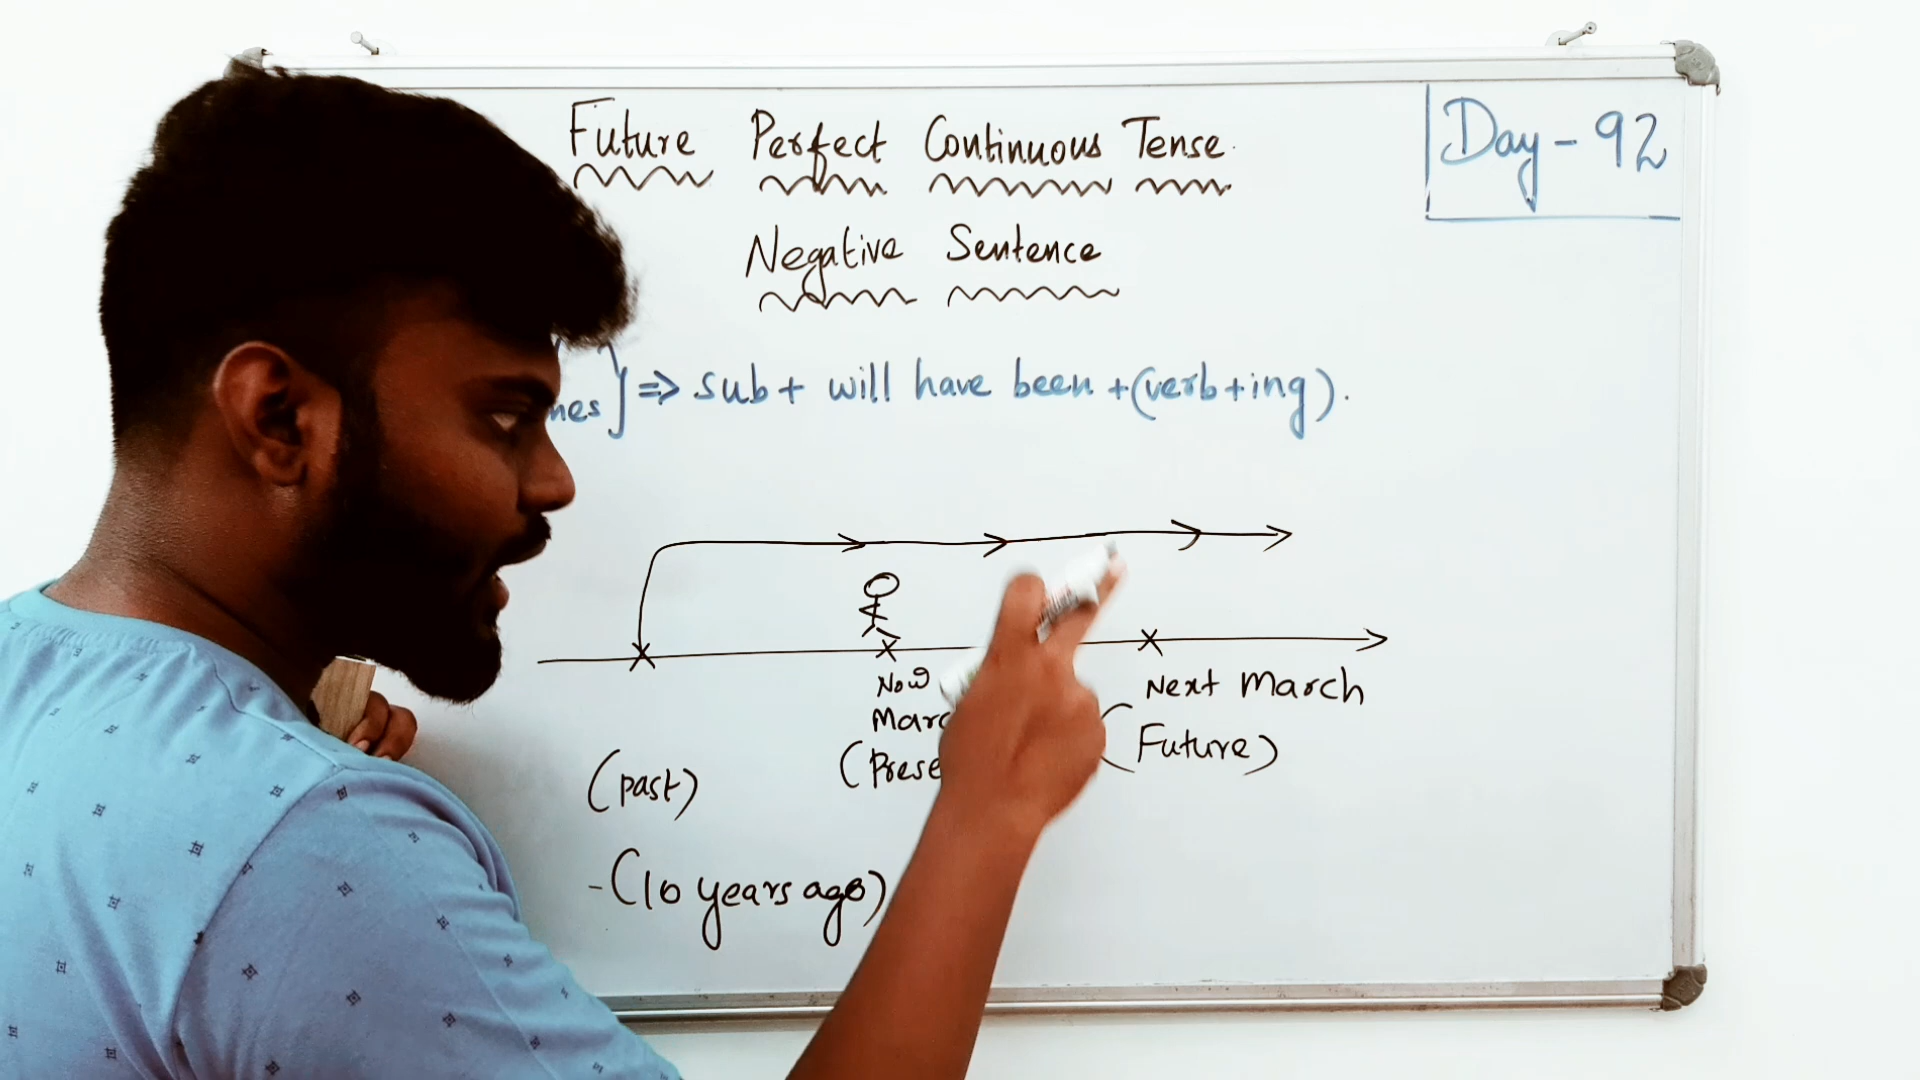 Future Perfect Continuous Tense.
Day - 92
Negative Sentence
] => sub + will have been + (verb+ing).
Now
Next March
(Future)
(past)
- (10 years ago)